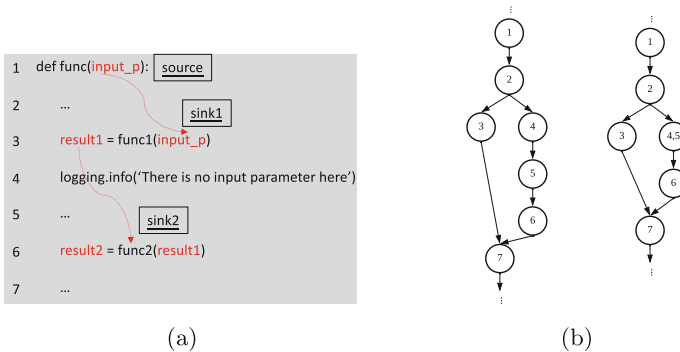 1 def func(input_p): source
2 ...
sink1
3 result1 = func1(input_p)
4 logging.info('There is no input parameter here')
5 ...
sink2
6 result2 = func2(result1)
7 ...
(a)
...
1
2
3 4
5
6
7
...
...
1
2
3 4,5
6
7
...
(b)